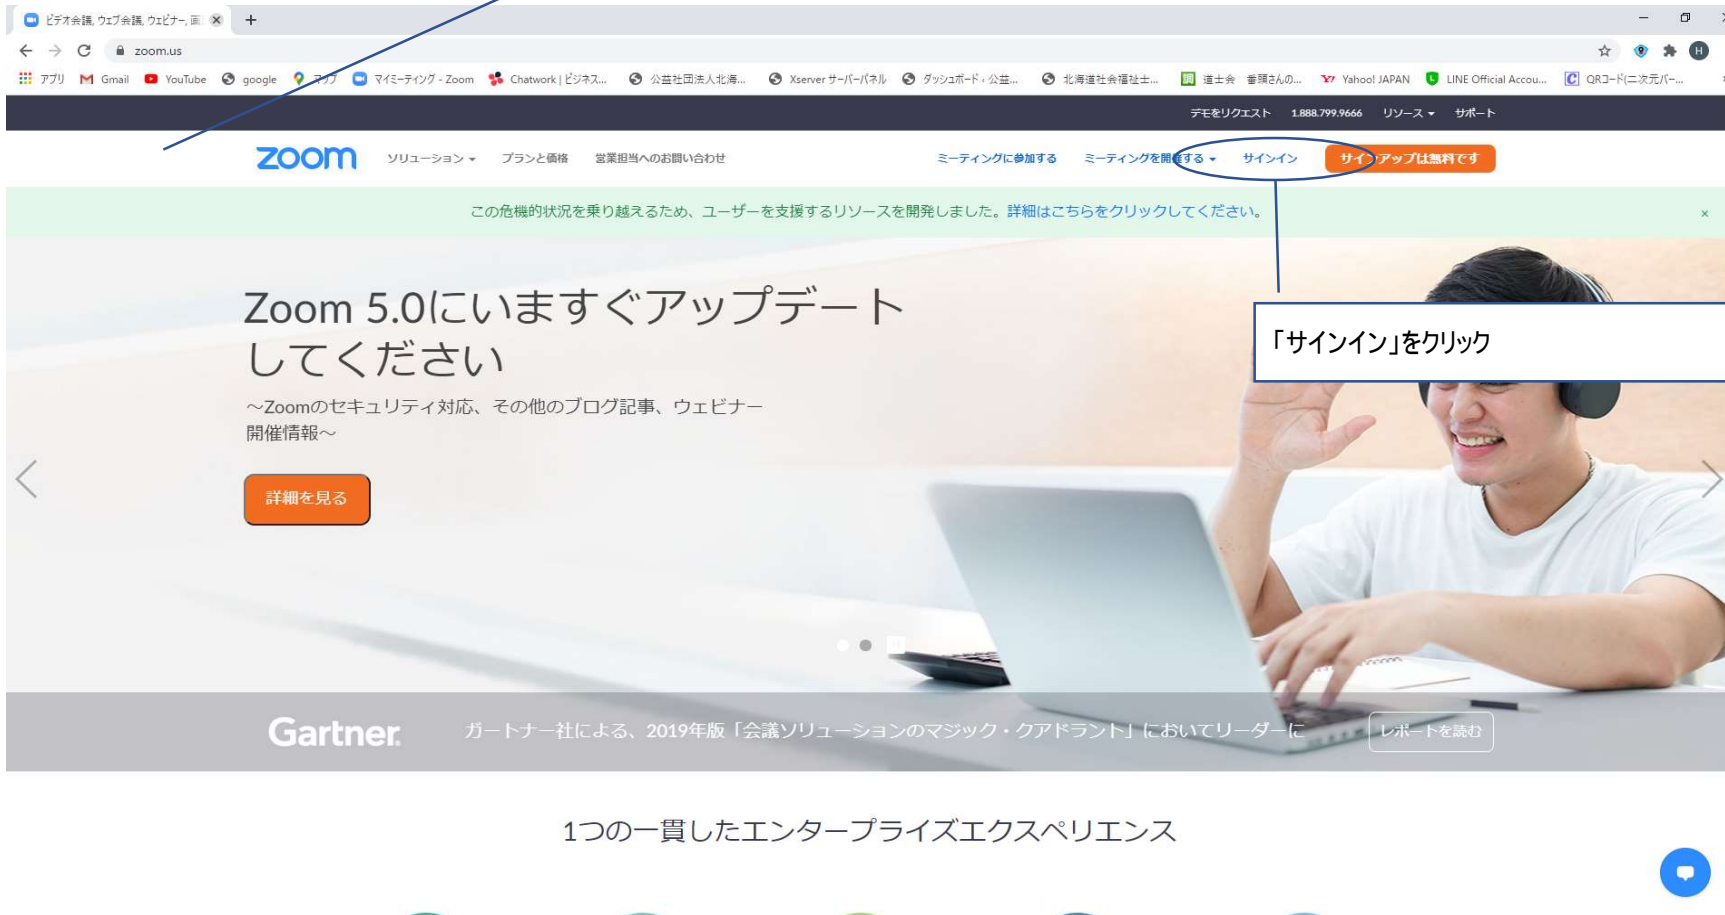 ビデオ会議, ウェブ会議, ウェビナー, 画
zoom.us
アプリ Gmail YouTube google マップ マイミーティング - Zoom Chatwork | ビジネス... 公益社団法人北海... Xserver サーバーパネル ダッシュボード ‹ 公益... 北海道社会福祉士... 道士会 番頭さんの... Yahoo! JAPAN LINE Official Accou... QRコード(二次元バー...
デモをリクエスト 1.888.799.9666 リソース サポート
zoom ソリューション プランと価格 営業担当へのお問い合わせ ミーティングに参加する ミーティングを開催する サインイン サインアップは無料です
この危機的状況を乗り越えるため、ユーザーを支援するリソースを開発しました。詳細はこちらをクリックしてください。
Zoom 5.0にいますぐアップデート
してください
「サインイン」をクリック
～Zoomのセキュリティ対応、その他のブログ記事、ウェビナー
開催情報～
詳細を見る
Gartner. ガートナー社による、2019年版「会議ソリューションのマジック・クアドラント」においてリーダーに レポートを読む
1つの一貫したエンタープライズエクスペリエンス